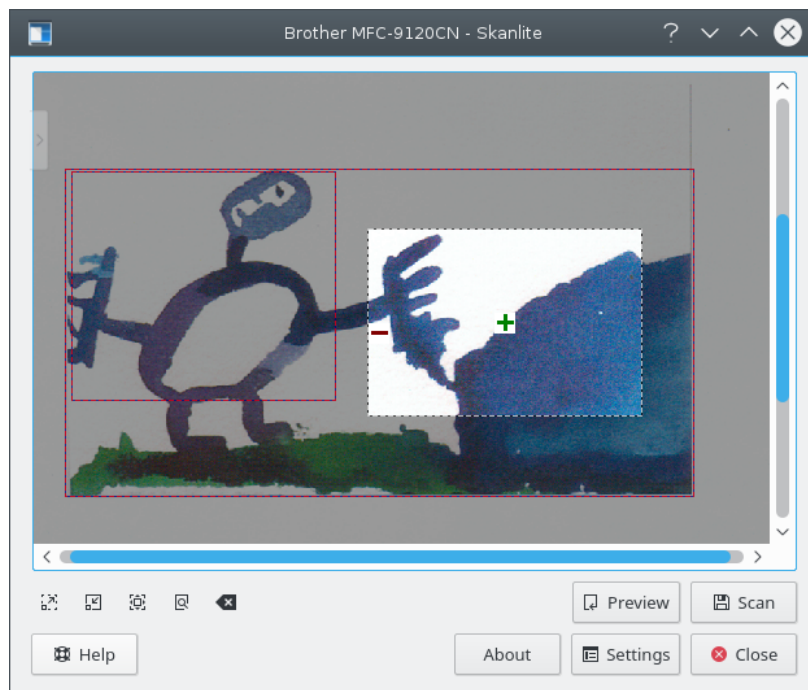 Brother MFC-9120CN - Skanlite
Preview
Scan
Help
About
Settings
Close